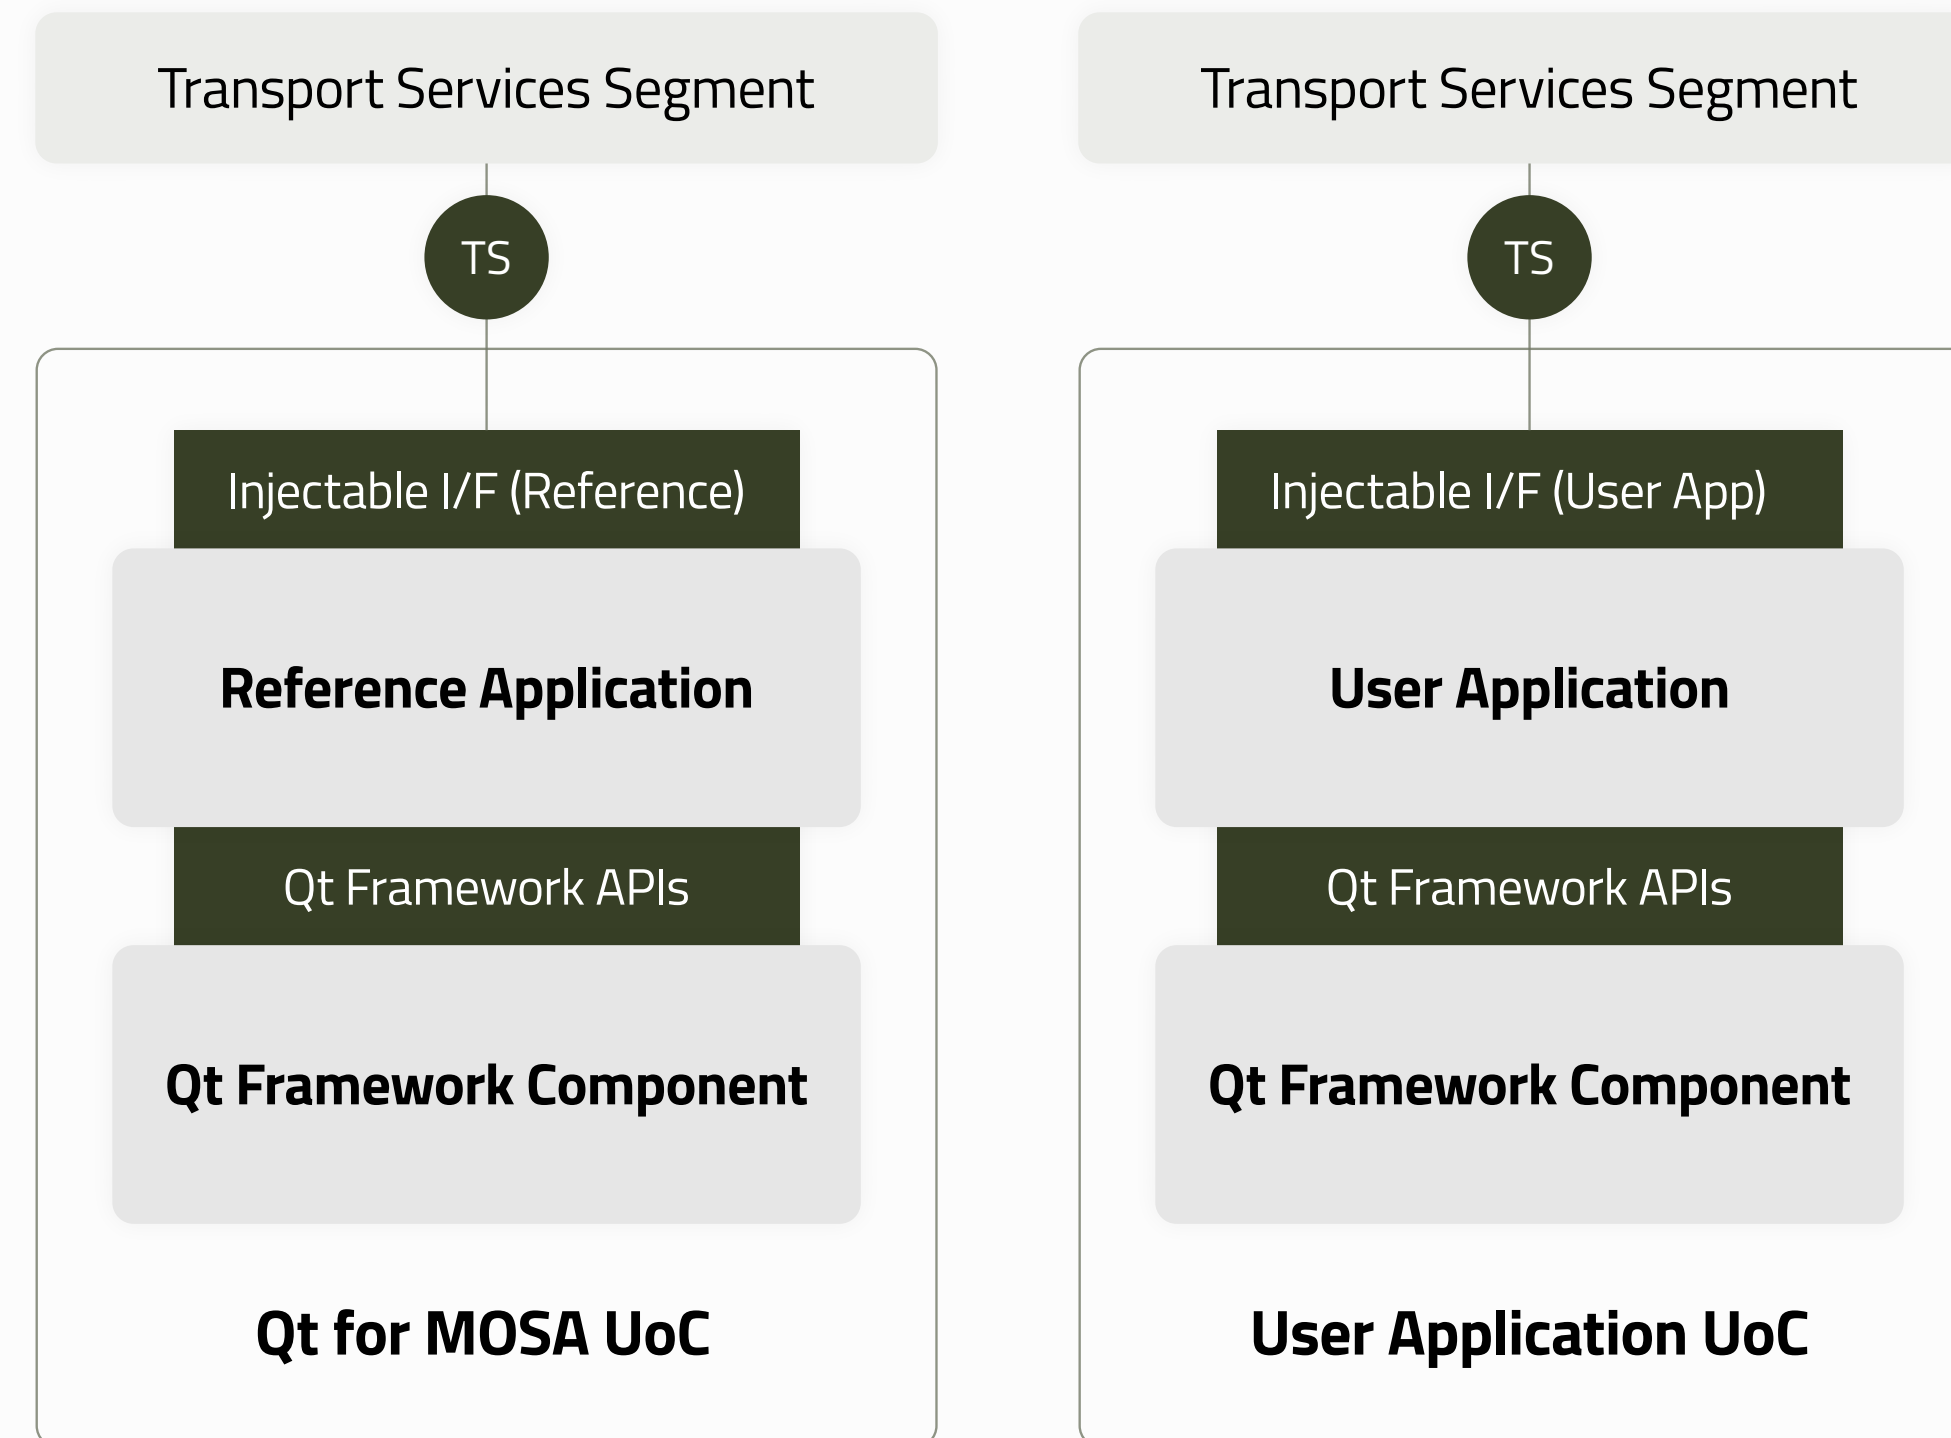 Transport Services Segment
TS
Injectable I/F (Reference)
Reference Application
Qt Framework APIs
Qt Framework Component
Qt for MOSA UoC
Transport Services Segment
TS
Injectable I/F (User App)
User Application
Qt Framework APIs
Qt Framework Component
User Application UoC